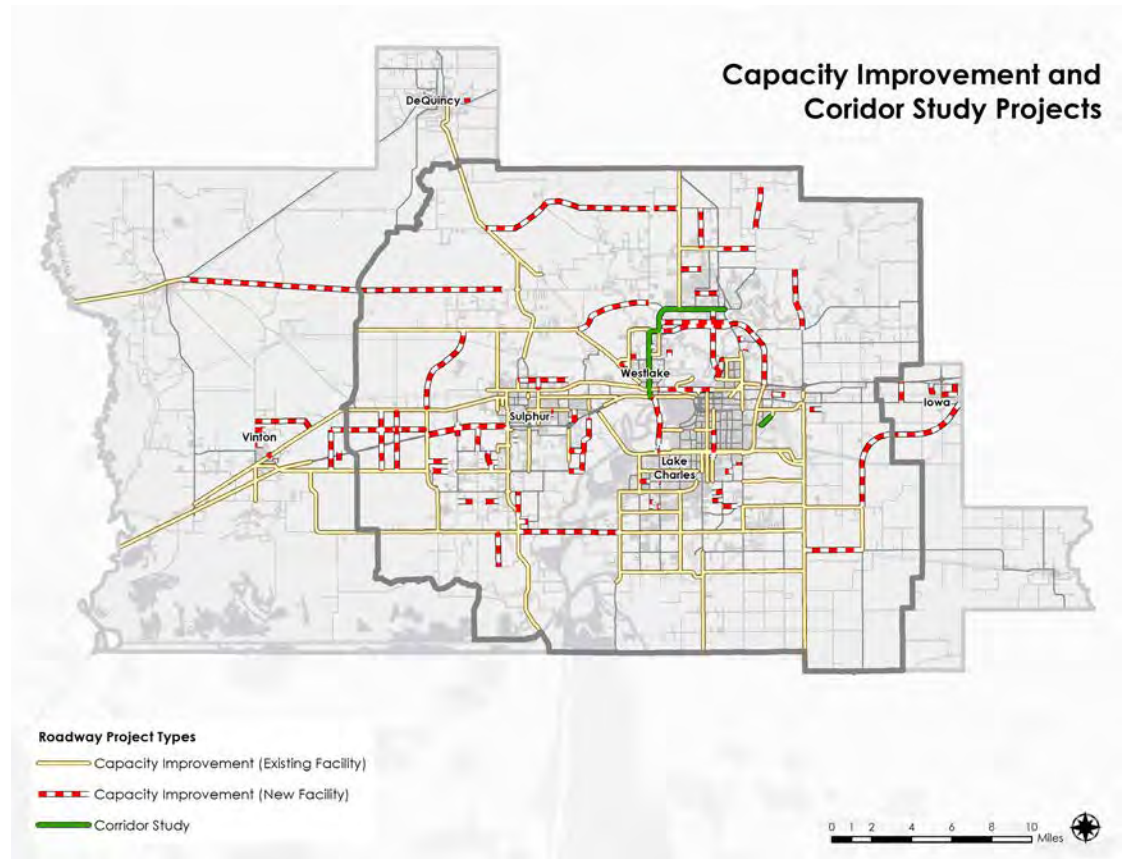 Capacity Improvement and
Coridor Study Projects
DeQuincy
Westlake
Iowa
Sulphur
Vinton
Lake
Charles
Roadway Project Types
Capacity Improvement (Existing Facility)
Capacity Improvement (New Facility)
Corridor Study
0 1 2 4 6 8 10
Miles